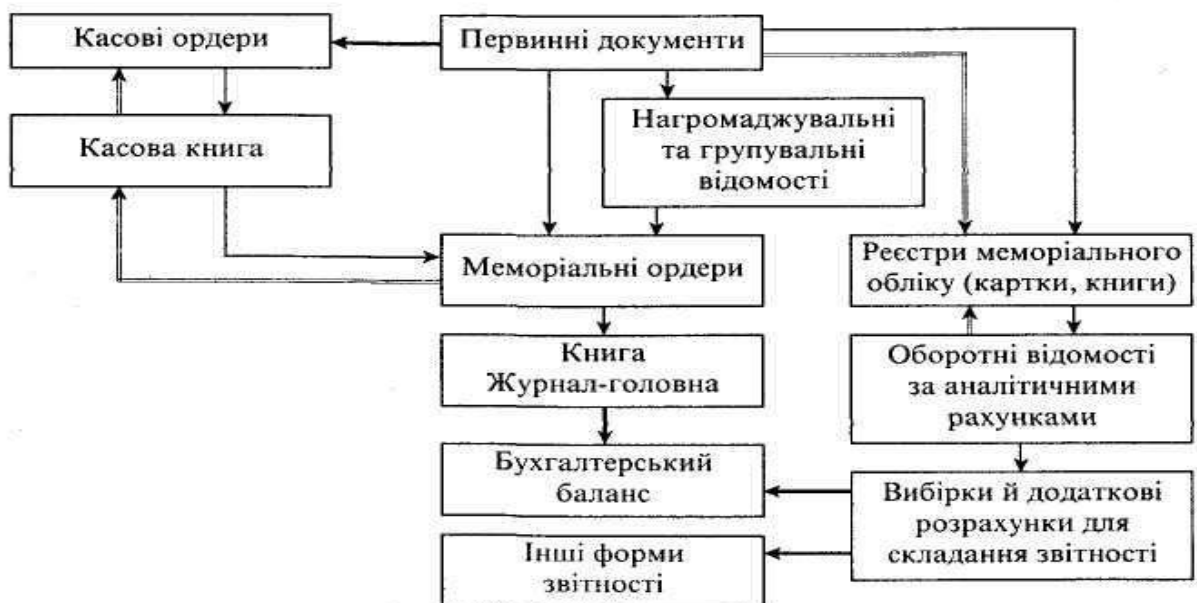 Касові ордери
Первинні документи
Нагромаджувальні
та групувальні
відомості
Касова книга
Меморіальні ордери
Реєстри меморіального
обліку (картки, книги)
Книга
Журнал-головна
Оборотні відомості
за аналітичними
рахунками
Бухгалтерський
баланс
Вибірки й додаткові
розрахунки для
складання звітності
Інші форми
звітності